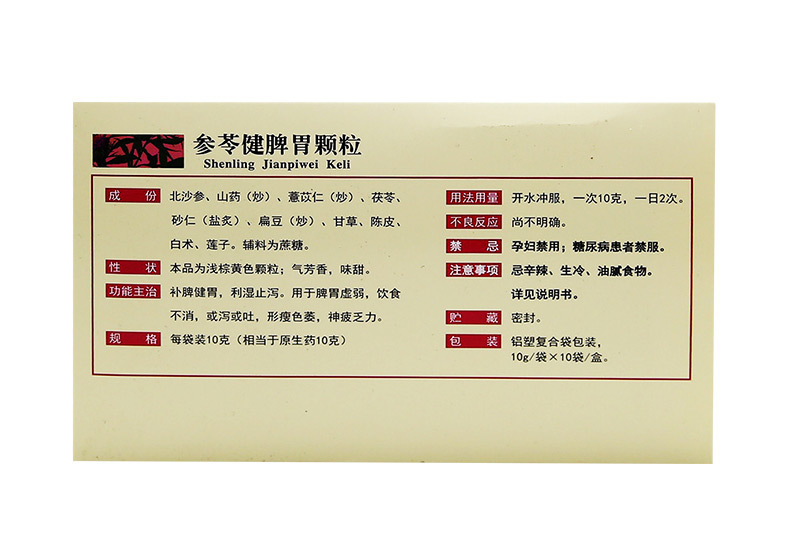 参苓健脾胃颗粒
Shenling Jianpiwei Keli
成份 北沙参、山药（炒）、薏苡仁（炒）、茯苓、
砂仁（盐炙）、扁豆（炒）、甘草、陈皮、
白术、莲子。辅料为蔗糖。
性状 本品为浅棕黄色颗粒；气芳香，味甜。
功能主治 补脾健胃，利湿止泻。用于脾胃虚弱，饮食
不消，或泻或吐，形瘦色萎，神疲乏力。
规格 每袋装10克（相当于原生药10克）
用法用量 开水冲服，一次10克，一日2次。
不良反应 尚不明确。
禁忌 孕妇禁用；糖尿病患者禁服。
注意事项 忌辛辣、生冷、油腻食物。
详见说明书。
贮藏 密封。
包装 铝塑复合袋包装，
10g/袋×10袋/盒。